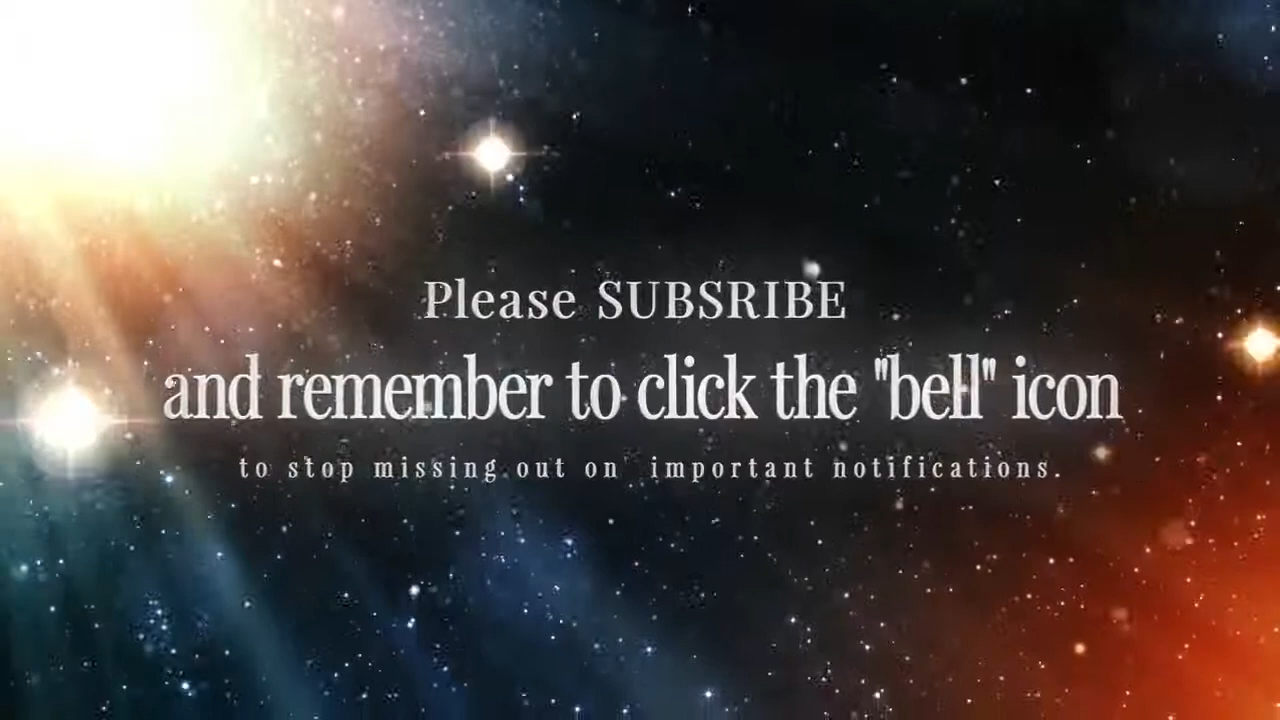 Please SUBSRIBE
and remember to click the "bell" icon
to stop missing out on important notifications.